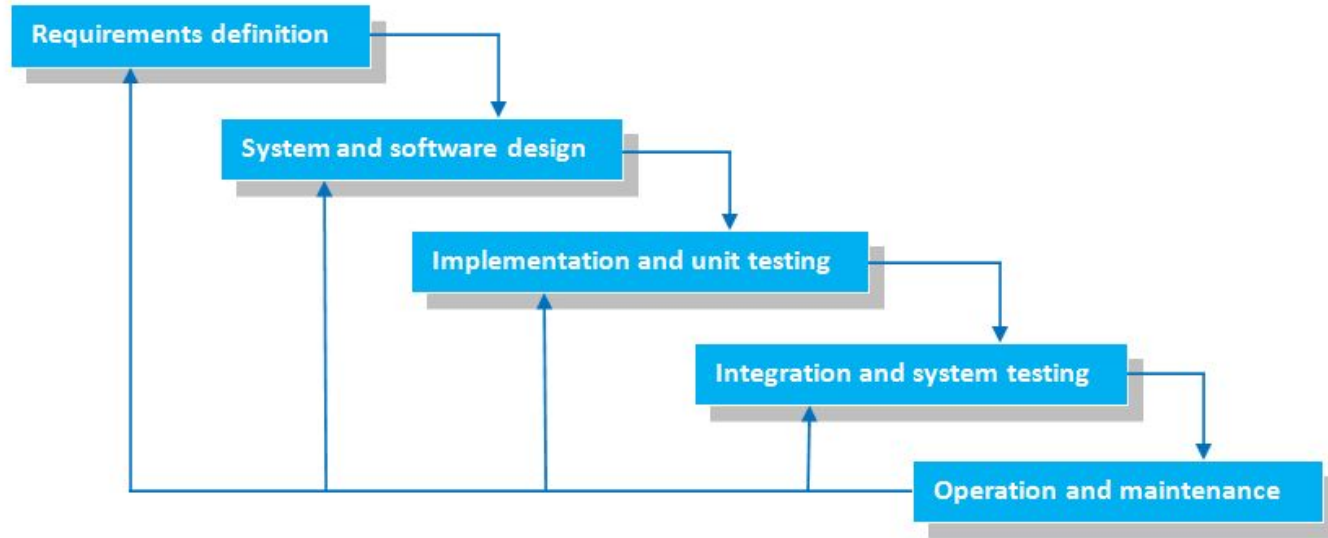 Requirements definition
System and software design
Implementation and unit testing
Integration and system testing
Operation and maintenance